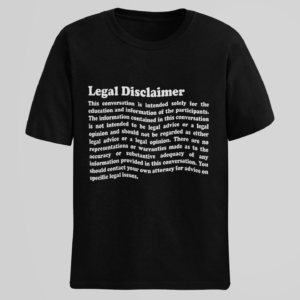 Legal Disclaimer
This conversation is intended solely for the
education and information of the participants.
The information contained in this conversation
is not intended to be legal advice or a legal
opinion and should not be regarded as either
legal advice or a legal opinion. There are no
representations or warranties made as to the
accuracy or substantive adequacy of any
information provided in this conversation. You
should contact your own attorney for advice on
specific legal issues.